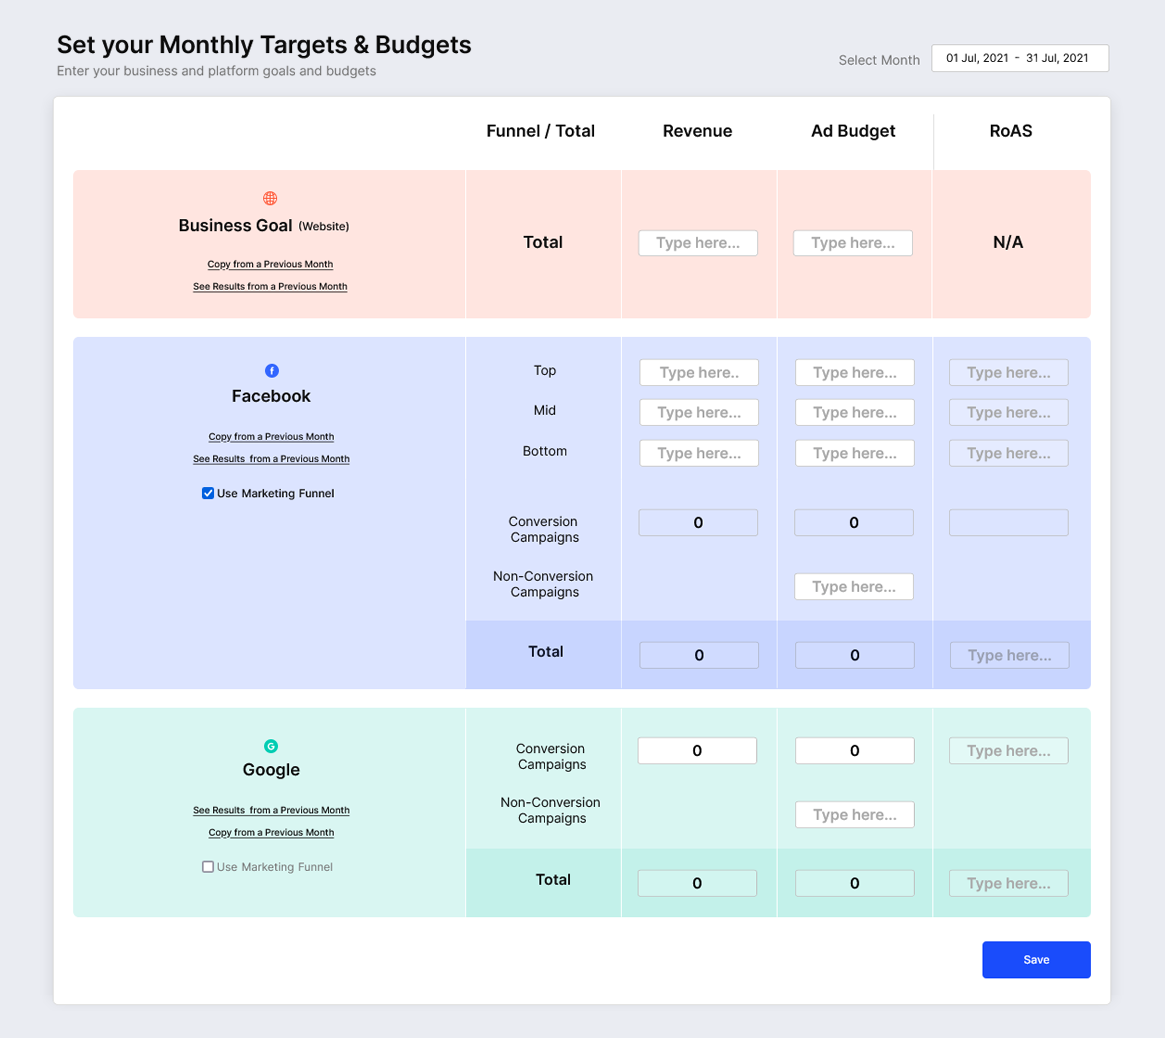 Set your Monthly Targets & Budgets
Enter your business and platform goals and budgets
Select Month
01 Jul, 2021 - 31 Jul, 2021
Funnel / Total
Revenue
Ad Budget
RoAS
Business Goal (Website)
Copy from a Previous Month
See Results from a Previous Month
Total
Type here...
Type here...
N/A
f
Facebook
Copy from a Previous Month
See Results from a Previous Month
Use Marketing Funnel
Top
Type here..
Type here...
Type here...
Mid
Type here...
Type here...
Type here...
Bottom
Type here...
Type here...
Type here...
Conversion
Campaigns
0
0
Non-Conversion
Campaigns
Type here...
Total
0
0
Type here...
G
Google
See Results from a Previous Month
Copy from a Previous Month
Use Marketing Funnel
Conversion
Campaigns
0
0
Type here...
Non-Conversion
Campaigns
Type here...
Total
0
0
Type here...
Save